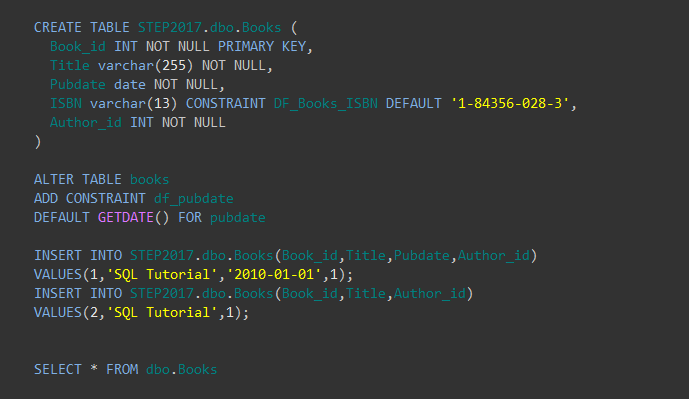 CREATE TABLE STEP2017.dbo.Books (
Book_id INT NOT NULL PRIMARY KEY,
Title varchar(255) NOT NULL,
Pubdate date NOT NULL,
ISBN varchar(13) CONSTRAINT DF_Books_ISBN DEFAULT '1-84356-028-3',
Author_id INT NOT NULL
)
ALTER TABLE books
ADD CONSTRAINT df_pubdate
DEFAULT GETDATE() FOR pubdate
INSERT INTO STEP2017.dbo.Books(Book_id,Title,Pubdate,Author_id)
VALUES(1,'SQL Tutorial','2010-01-01',1);
INSERT INTO STEP2017.dbo.Books(Book_id,Title,Author_id)
VALUES(2,'SQL Tutorial',1);
SELECT * FROM dbo.Books